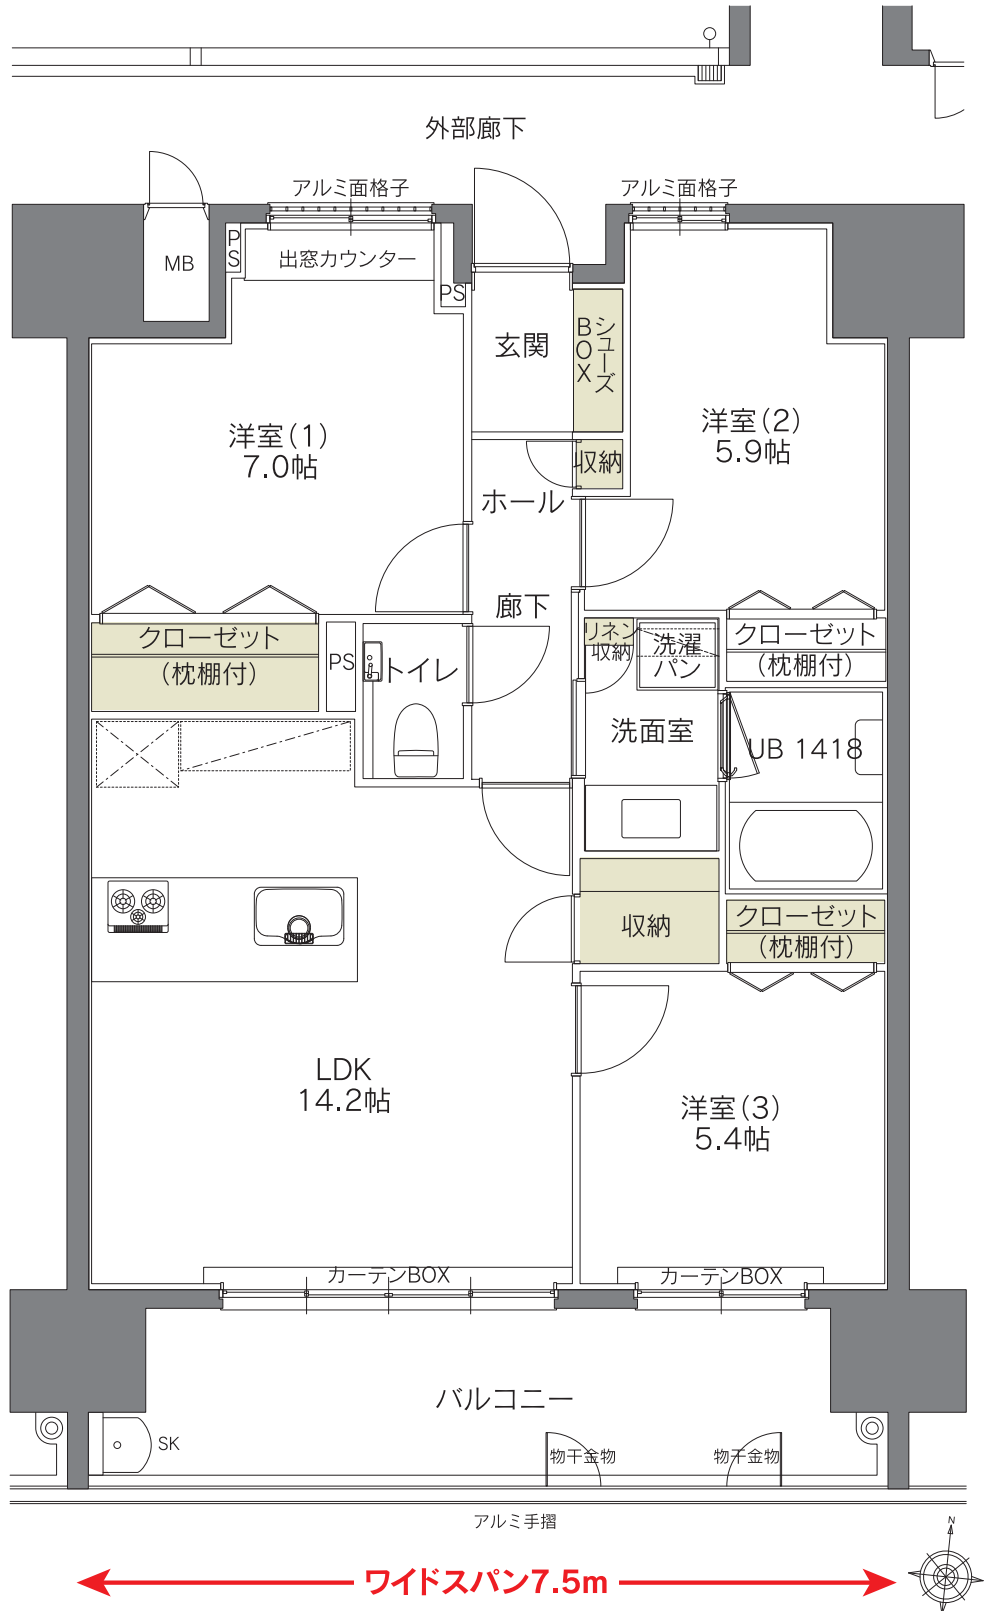 外部廊下
アルミ面格子
アルミ面格子
MB
PS
出窓カウンター
PS
玄関
シューズ
BOX
洋室(1)
7.0帖
洋室(2)
5.9帖
収納
ホール
廊下
クローゼット
(枕棚付)
PS
トイレ
リネン
収納
洗濯
パン
クローゼット
(枕棚付)
洗面室
UB 1418
収納
クローゼット
(枕棚付)
LDK
14.2帖
洋室(3)
5.4帖
カーテンBOX
カーテンBOX
バルコニー
SK
物干金物
物干金物
アルミ手摺
N
ワイドスパン7.5m